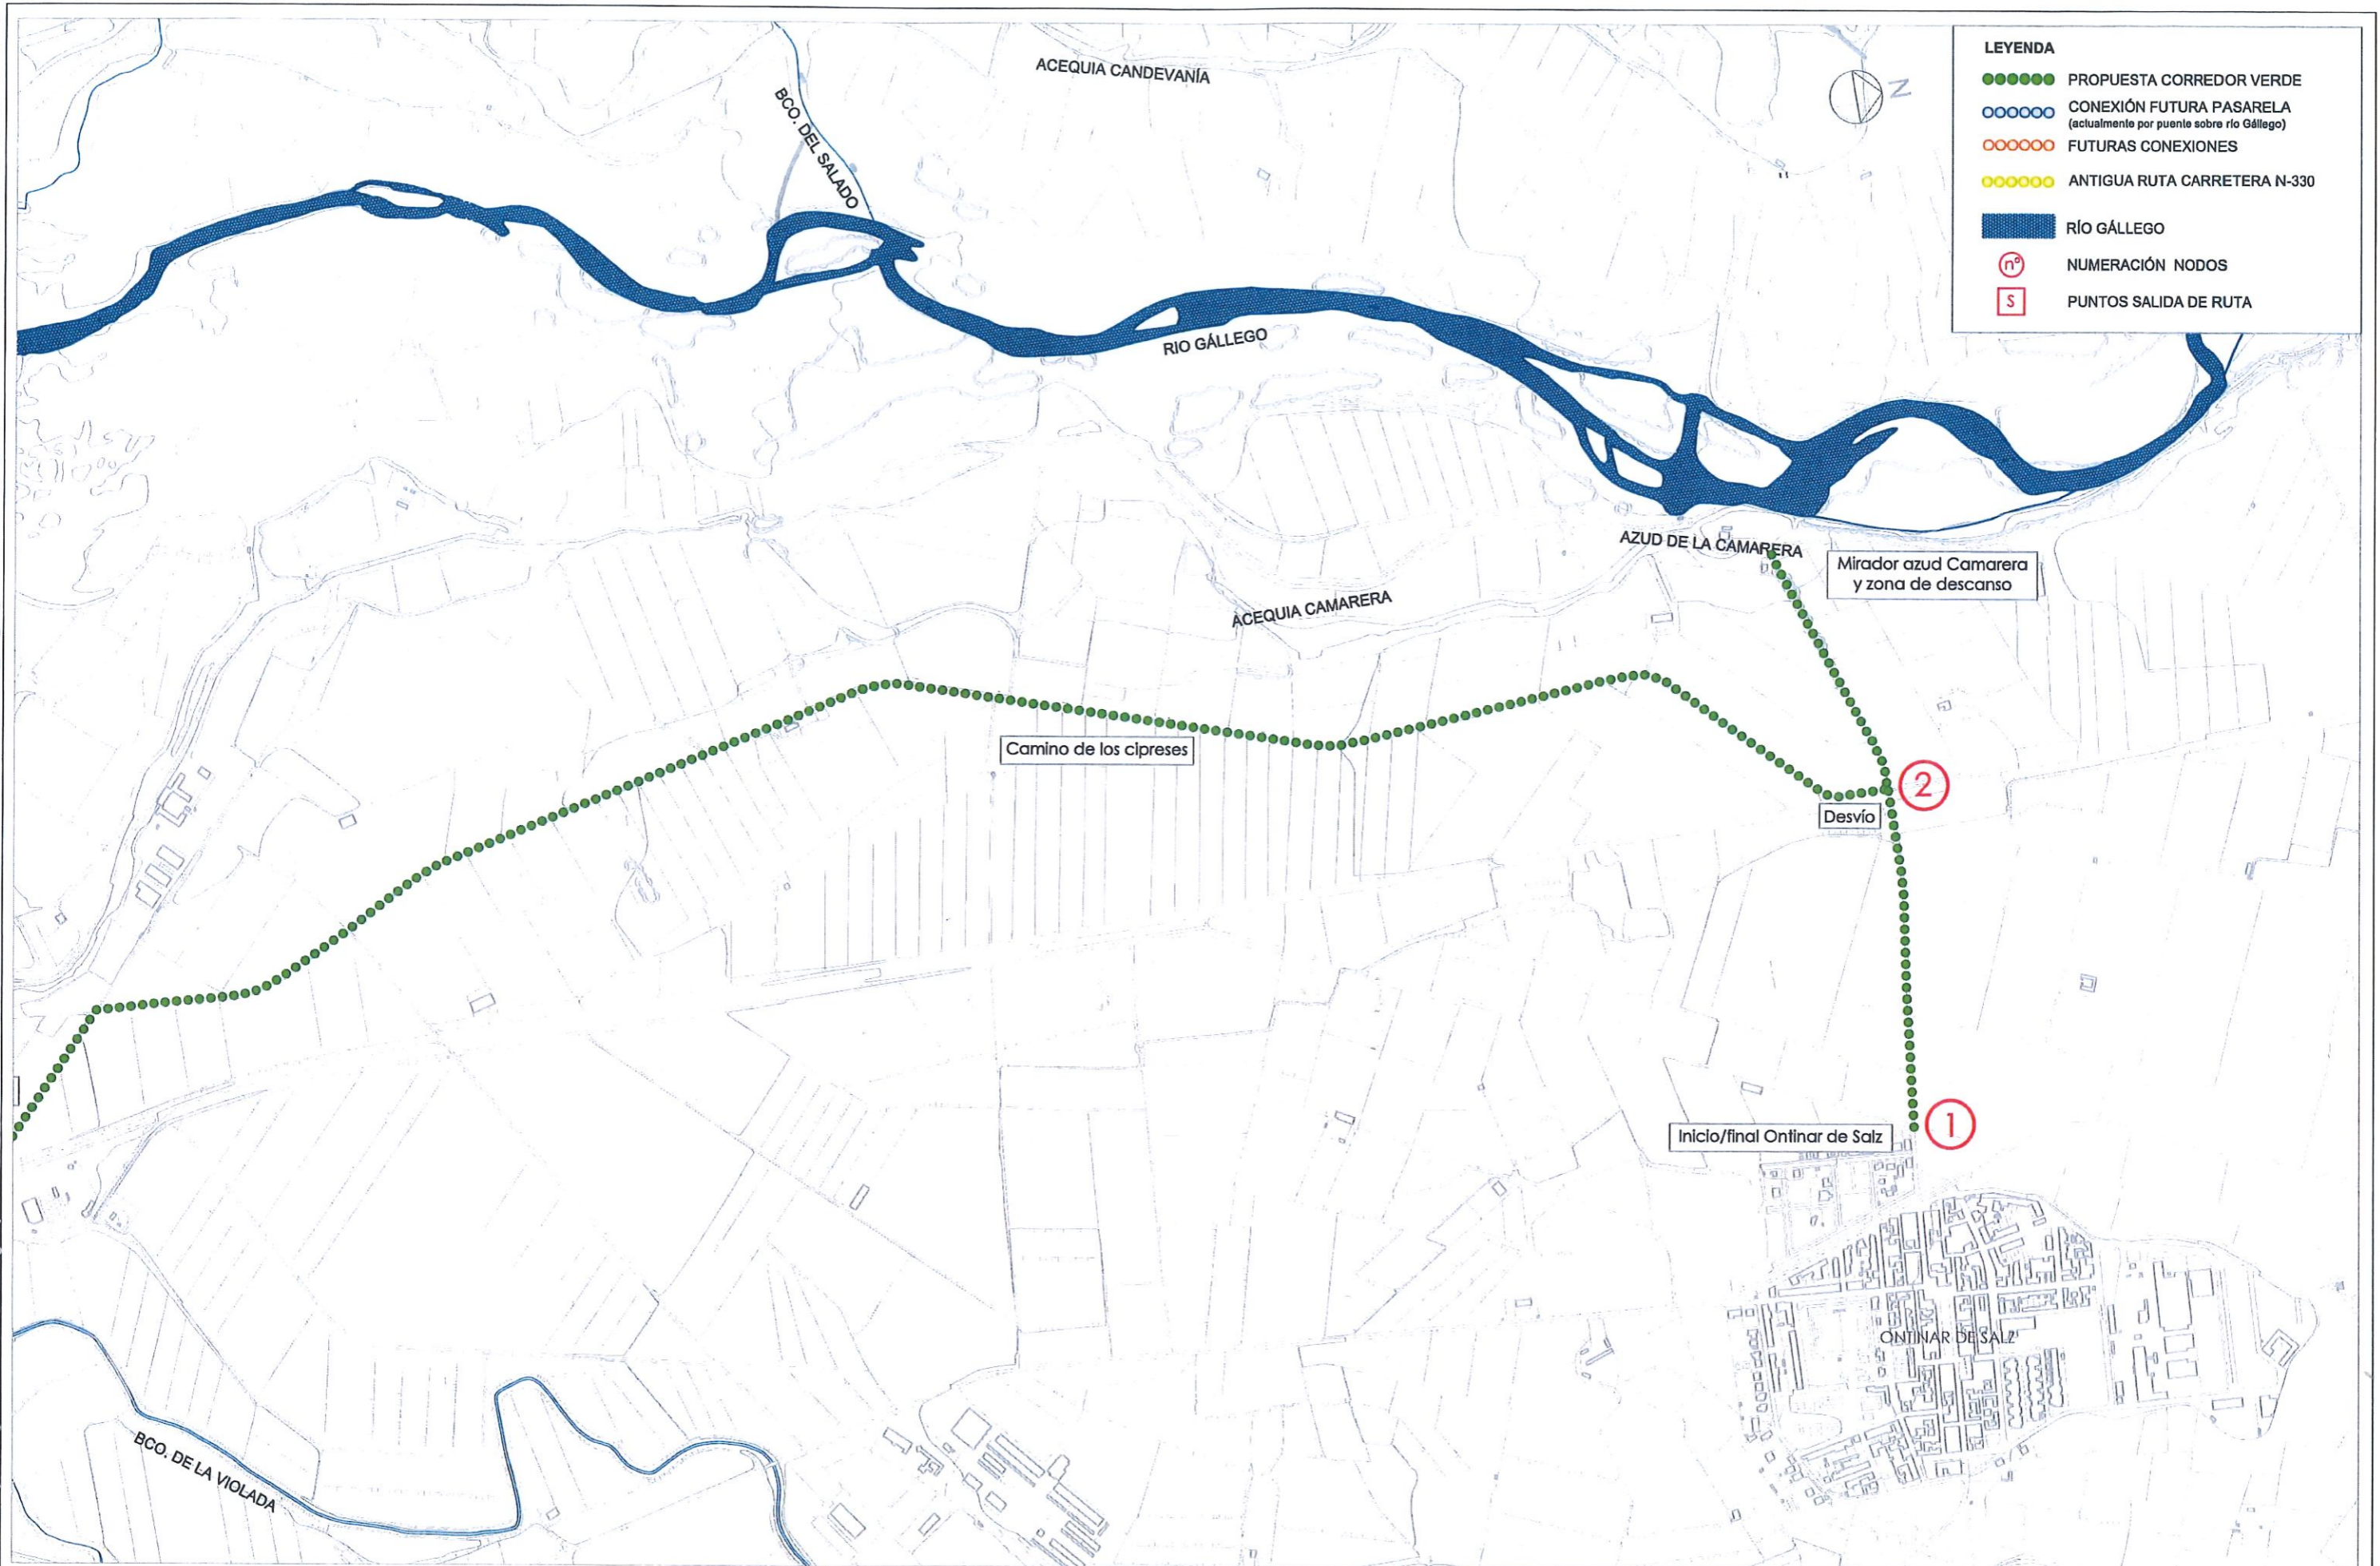 LEYENDA
PROPUESTA CORREDOR VERDE
CONEXIÓN FUTURA PASARELA
(actualmente por puente sobre río Gállego)
FUTURAS CONEXIONES
ANTIGUA RUTA CARRETERA N-330
RÍO GÁLLEGO
nº
NUMERACIÓN NODOS
S
PUNTOS SALIDA DE RUTA
N
ACEQUIA CANDEVANÍA
BCO. DEL SALADO
RIO GÁLLEGO
AZUD DE LA CAMARERA
Mirador azud Camarera
y zona de descanso
ACEQUIA CAMARERA
Camino de los cipreses
2
Desvío
1
Inicio/final Ontinar de Salz
ONTINAR DE SALZ
BCO. DE LA VIOLADA